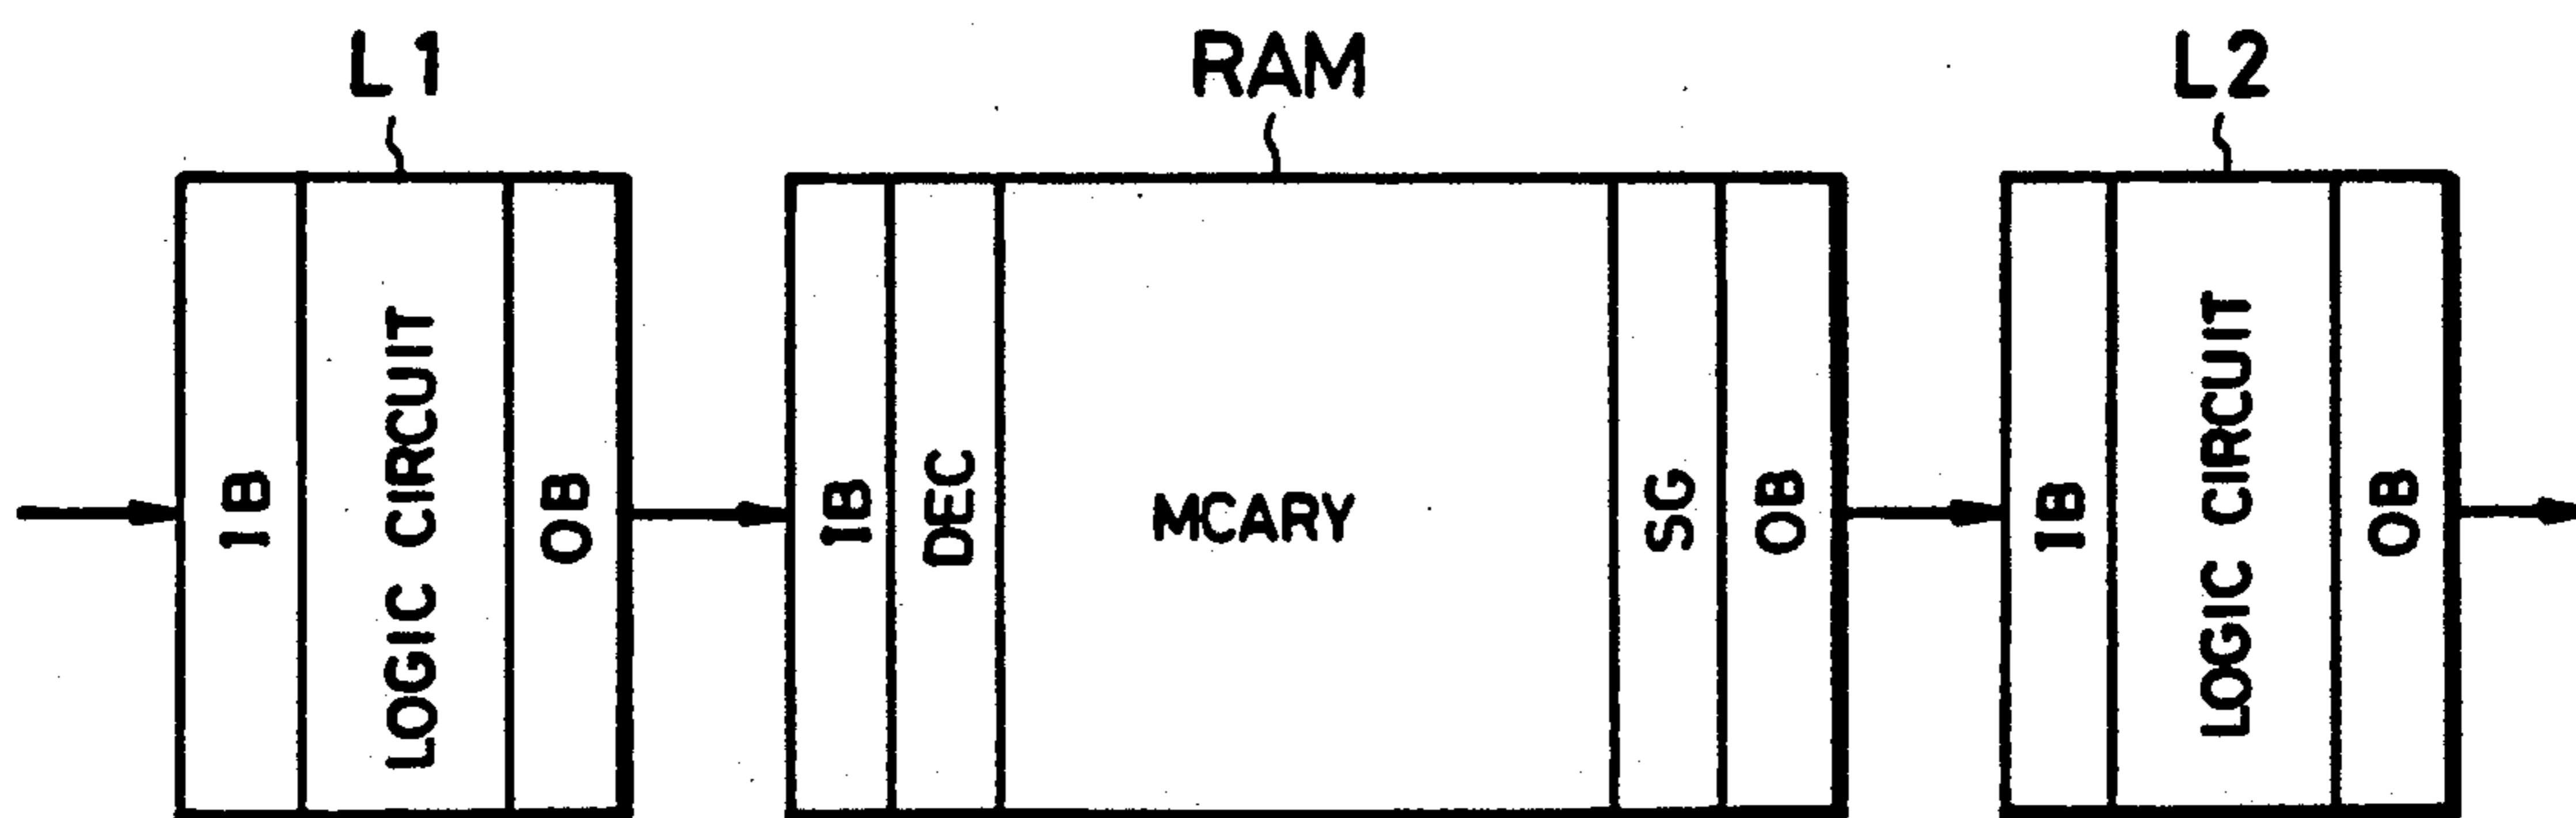 L1
RAM
L2
IB
LOGIC CIRCUIT
OB
IB
DEC
MCARY
SG
OB
IB
LOGIC CIRCUIT
OB